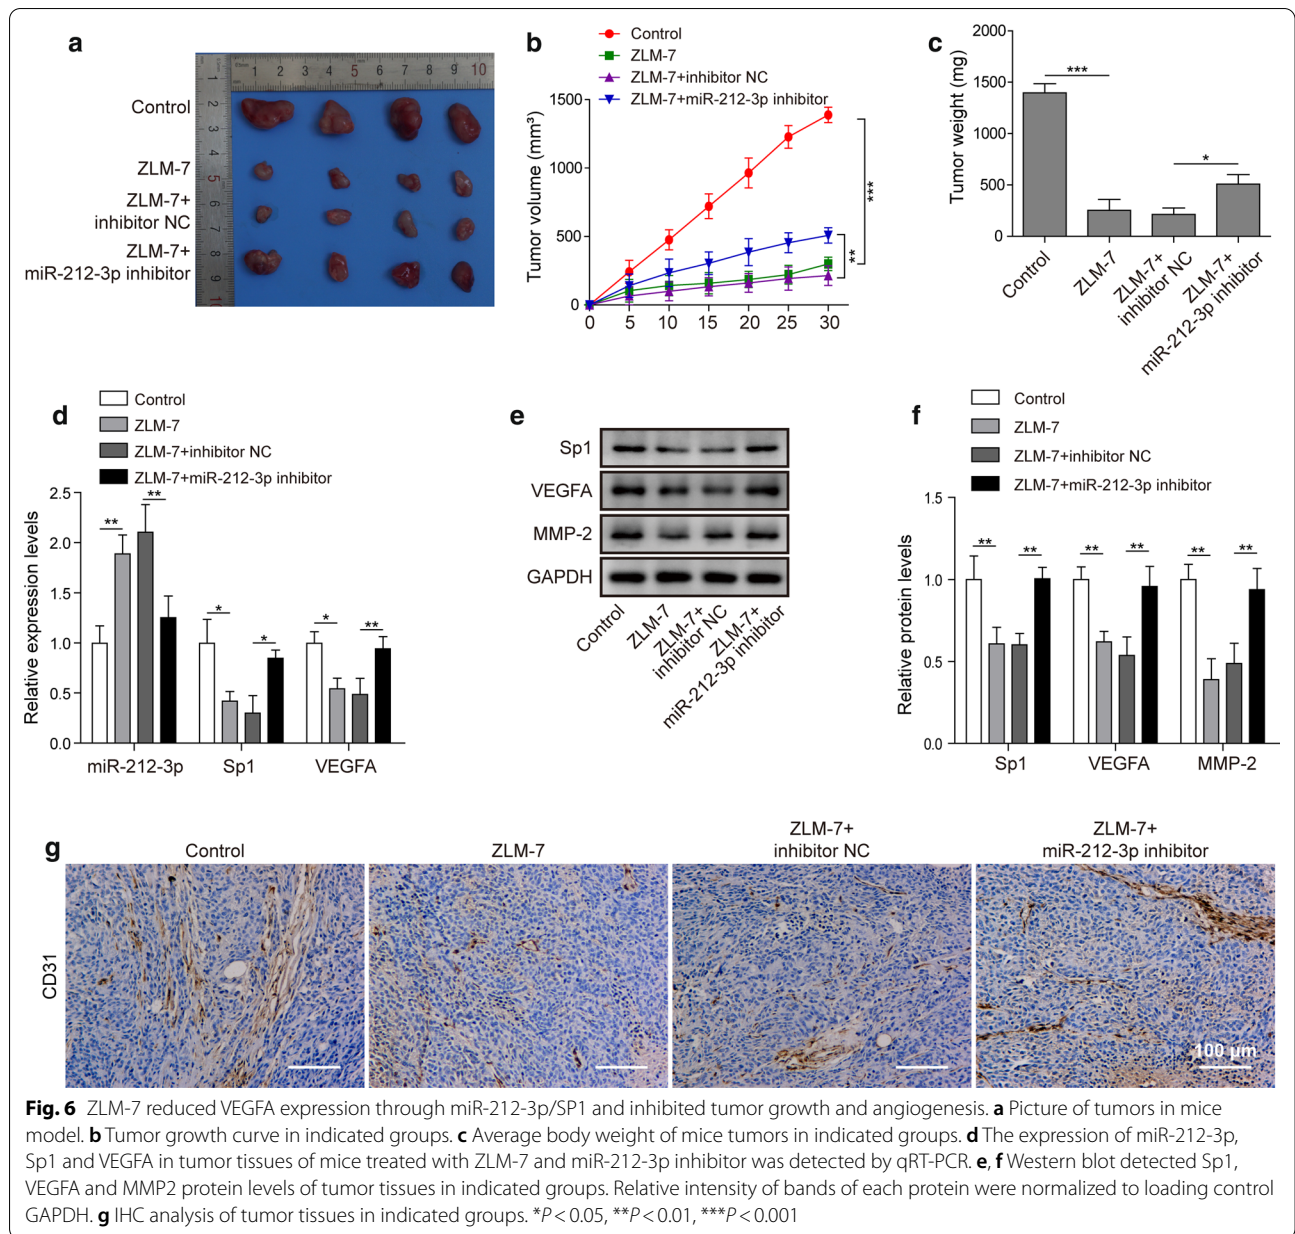 a
1 2 3 4 5 6 7 8 9 10
1 2 3 4 5 6 7 8 9
Control
ZLM-7
ZLM-7+
inhibitor NC
ZLM-7+
miR-212-3p inhibitor
b
Control
ZLM-7
ZLM-7+inhibitor NC
ZLM-7+miR-212-3p inhibitor
Tumor volume (mm³)
1500
1000
500
0
0 5 10 15 20 25 30
***
**
c
Tumor weight (mg)
2000
1500
1000
500
0
***
*
Control
ZLM-7
ZLM-7+
inhibitor NC
ZLM-7+
miR-212-3p inhibitor
d
Control
ZLM-7
ZLM-7+inhibitor NC
ZLM-7+miR-212-3p inhibitor
Relative expression levels
2.5
2.0
1.5
1.0
0.5
0.0
** **
* *
* **
miR-212-3p Sp1 VEGFA
e
Sp1
VEGFA
MMP-2
GAPDH
Control
ZLM-7
ZLM-7+
inhibitor NC
ZLM-7+
miR-212-3p inhibitor
f
Control
ZLM-7
ZLM-7+inhibitor NC
ZLM-7+miR-212-3p inhibitor
Relative protein levels
1.5
1.0
0.5
0.0
** ** ** ** ** **
Sp1 VEGFA MMP-2
g
Control
ZLM-7
ZLM-7+
inhibitor NC
ZLM-7+
miR-212-3p inhibitor
CD31
100 μm
Fig. 6 ZLM-7 reduced VEGFA expression through miR-212-3p/SP1 and inhibited tumor growth and angiogenesis. a Picture of tumors in mice
model. b Tumor growth curve in indicated groups. c Average body weight of mice tumors in indicated groups. d The expression of miR-212-3p,
Sp1 and VEGFA in tumor tissues of mice treated with ZLM-7 and miR-212-3p inhibitor was detected by qRT-PCR. e, f Western blot detected Sp1,
VEGFA and MMP2 protein levels of tumor tissues in indicated groups. Relative intensity of bands of each protein were normalized to loading control
GAPDH. g IHC analysis of tumor tissues in indicated groups. *P < 0.05, **P < 0.01, ***P < 0.001